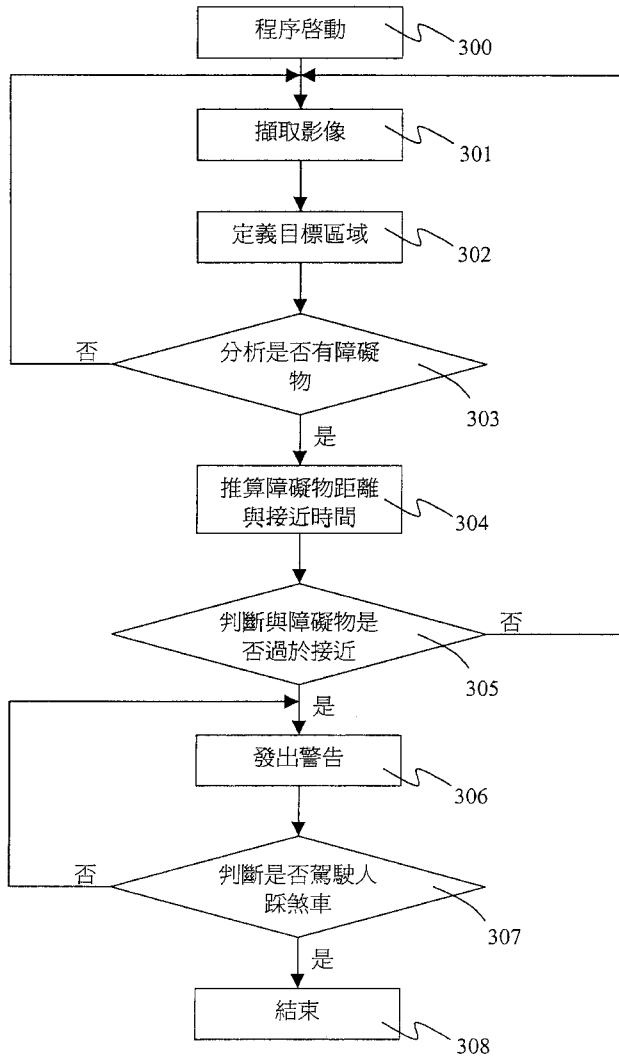 程序啓動
300
擷取影像
301
定義目標區域
302
分析是否有障礙
物
否
303
是
推算障礙物距離
與接近時間
304
判斷與障礙物是
否過於接近
否
305
是
發出警告
306
判斷是否駕駛人
踩煞車
否
307
是
結束
308